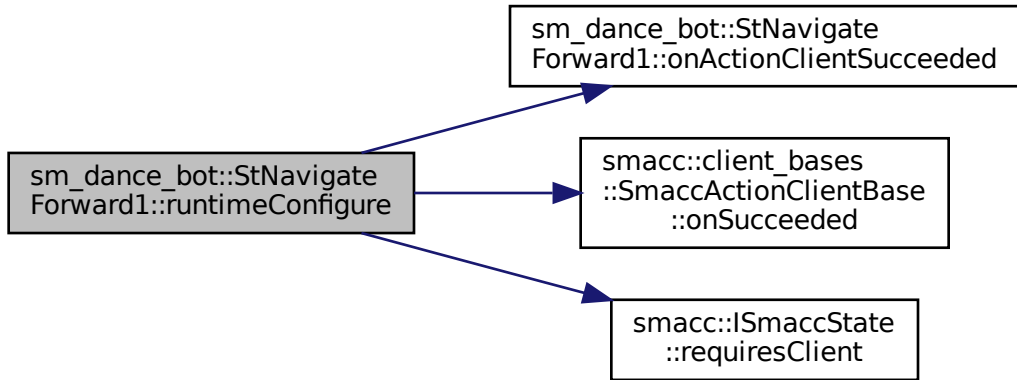 sm_dance_bot::StNavigate
Forward1::runtimeConfigure
sm_dance_bot::StNavigate
Forward1::onActionClientSucceeded
smacc::client_bases
::SmaccActionClientBase
::onSucceeded
smacc::ISmaccState
::requiresClient